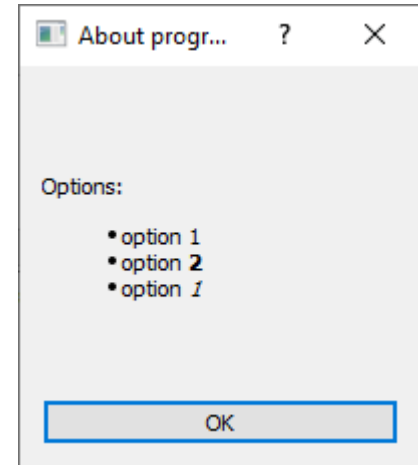 About progr... ?
Options:
• option 1
• option 2
• option 1
OK